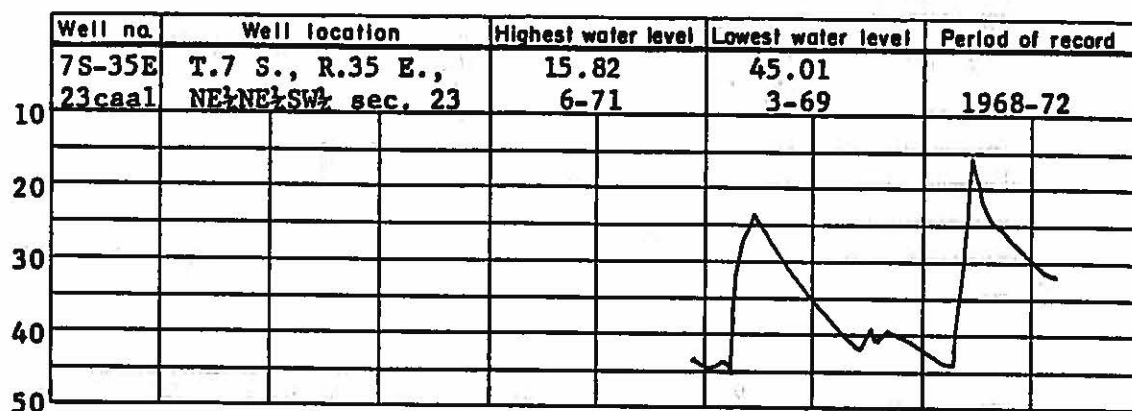 Well no. Well location Highest water level Lowest water level Period of record
7S-35E T.7 S., R.35 E., 15.82 45.01
23caa1 NE¼NE¼SW¼ sec. 23 6-71 3-69 1968-72
10
20
30
40
50